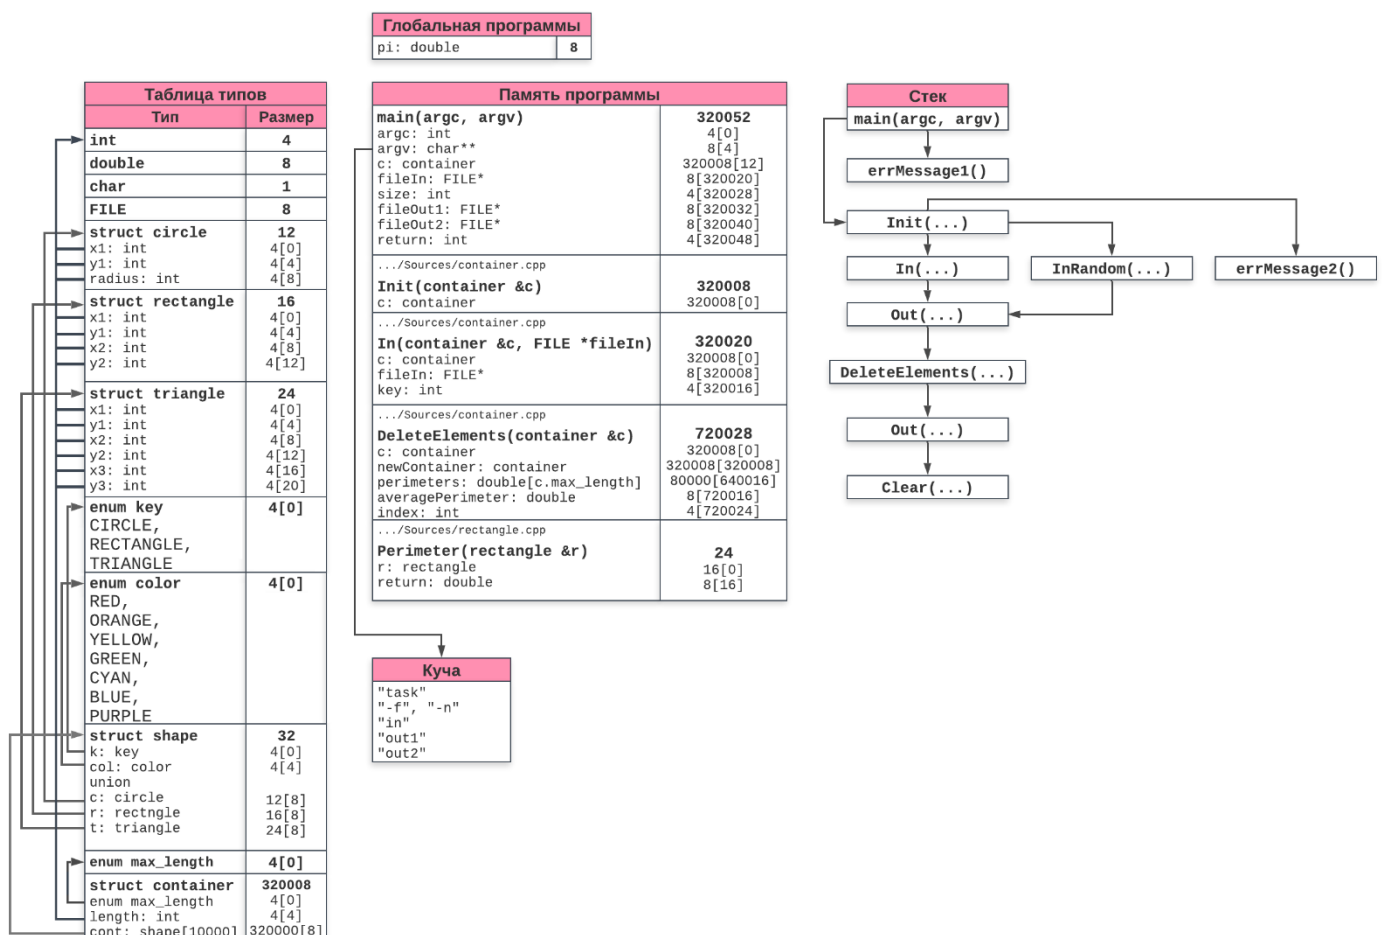 Глобальная программы
pi: double 8
Таблица типов
Тип Размер
int 4
double 8
char 1
FILE 8
struct circle 12
x1: int 4[0]
y1: int 4[4]
radius: int 4[8]
struct rectangle 16
x1: int 4[0]
y1: int 4[4]
x2: int 4[8]
y2: int 4[12]
struct triangle 24
x1: int 4[0]
y1: int 4[4]
x2: int 4[8]
y2: int 4[12]
x3: int 4[16]
y3: int 4[20]
enum key 4[0]
CIRCLE,
RECTANGLE,
TRIANGLE
enum color 4[0]
RED,
ORANGE,
YELLOW,
GREEN,
CYAN,
BLUE,
PURPLE
struct shape 32
k: key 4[0]
col: color 4[4]
union
c: circle 12[8]
r: rectngle 16[8]
t: triangle 24[8]
enum max_length 4[0]
struct container 320008
enum max_length 4[0]
length: int 4[4]
cont: shape[10000] 320000[8]
Память программы
main(argc, argv) 320052
argc: int 4[0]
argv: char** 8[4]
c: container 320008[12]
fileIn: FILE* 8[320020]
size: int 4[320028]
fileOut1: FILE* 8[320032]
fileOut2: FILE* 8[320040]
return: int 4[320048]
.../Sources/container.cpp
Init(container &c) 320008
c: container 320008[0]
.../Sources/container.cpp
In(container &c, FILE *fileIn) 320020
c: container 320008[0]
fileIn: FILE* 8[320008]
key: int 4[320016]
.../Sources/container.cpp
DeleteElements(container &c) 720028
c: container 320008[0]
newContainer: container 320008[320008]
perimeters: double[c.max_length] 80000[640016]
averagePerimeter: double 8[720016]
index: int 4[720024]
.../Sources/rectangle.cpp
Perimeter(rectangle &r) 24
r: rectangle 16[0]
return: double 8[16]
Куча
"task"
"-f", "-n"
"in"
"out1"
"out2"
Стек
main(argc, argv)
errMessage1()
Init(...)
In(...) InRandom(...) errMessage2()
Out(...)
DeleteElements(...)
Out(...)
Clear(...)